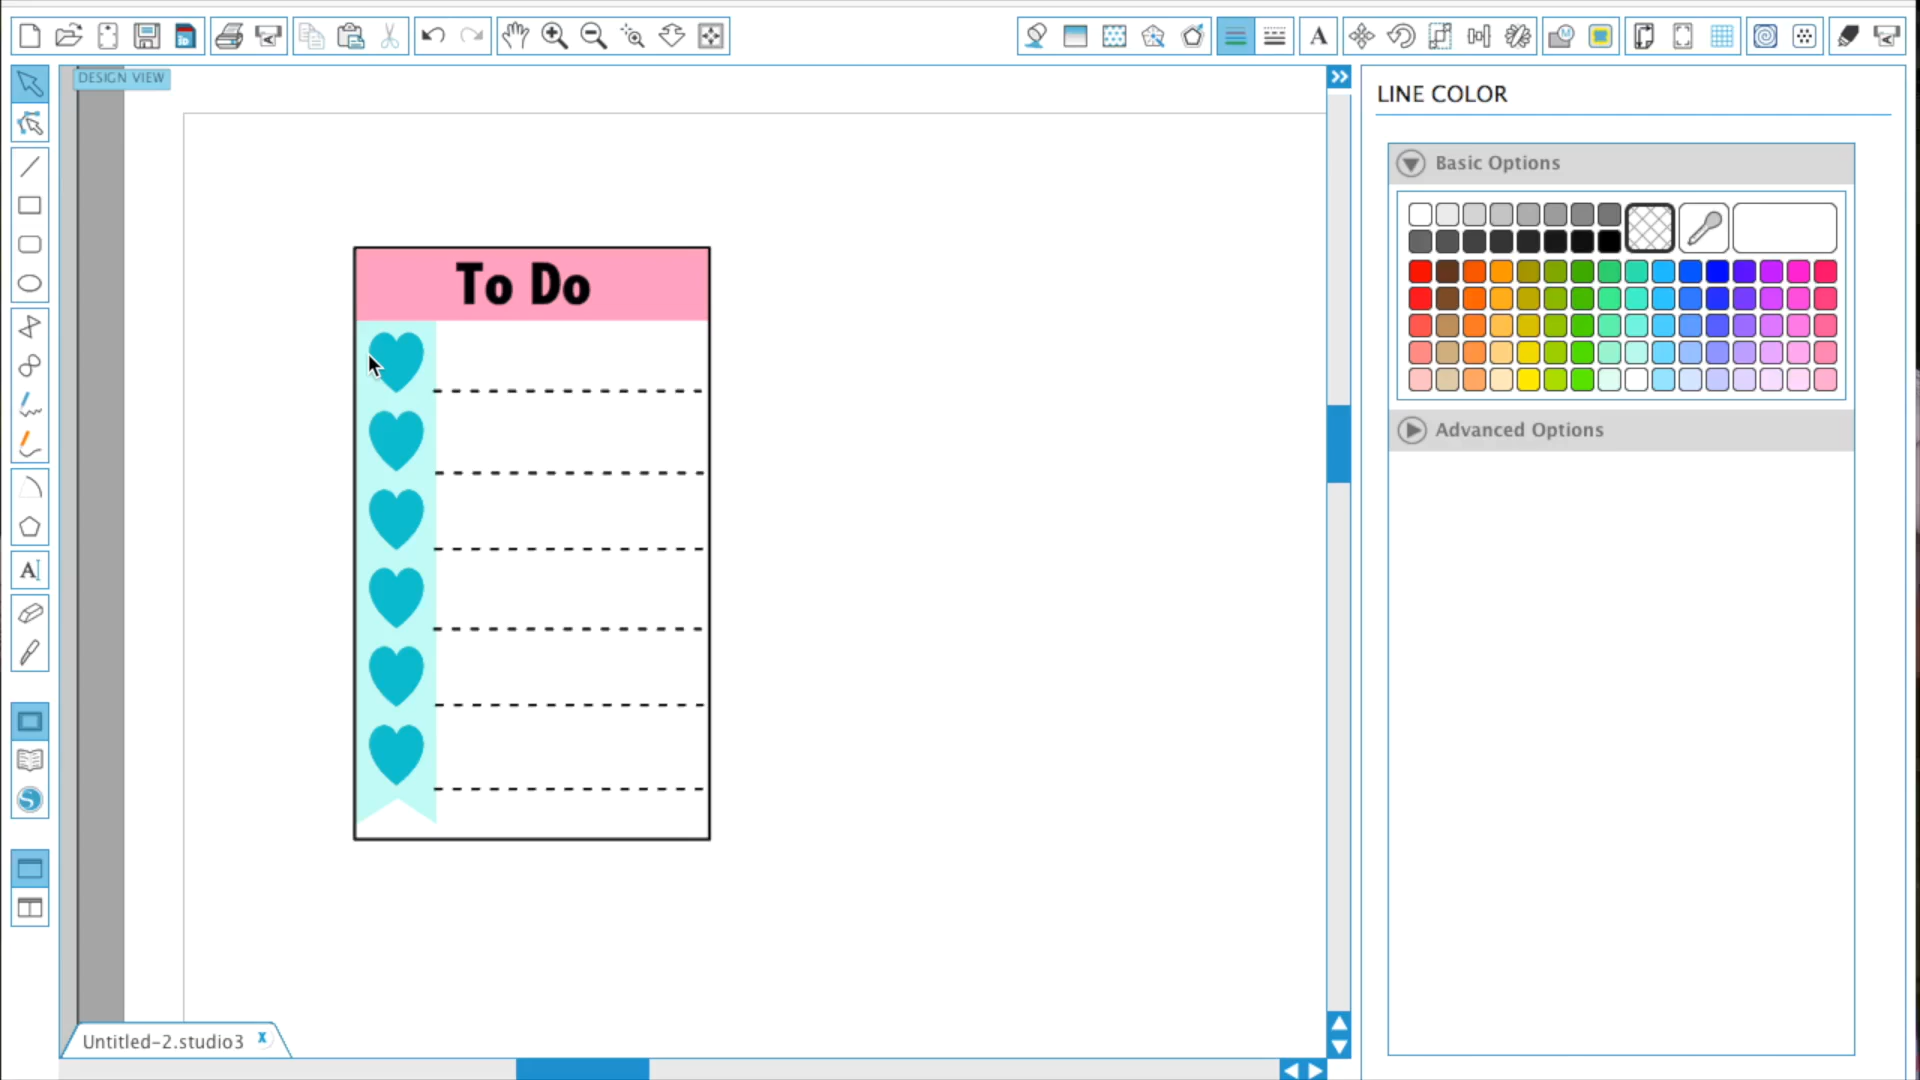 DESIGN VIEW
LINE COLOR
Basic Options
To Do
Advanced Options
Untitled-2.studio3